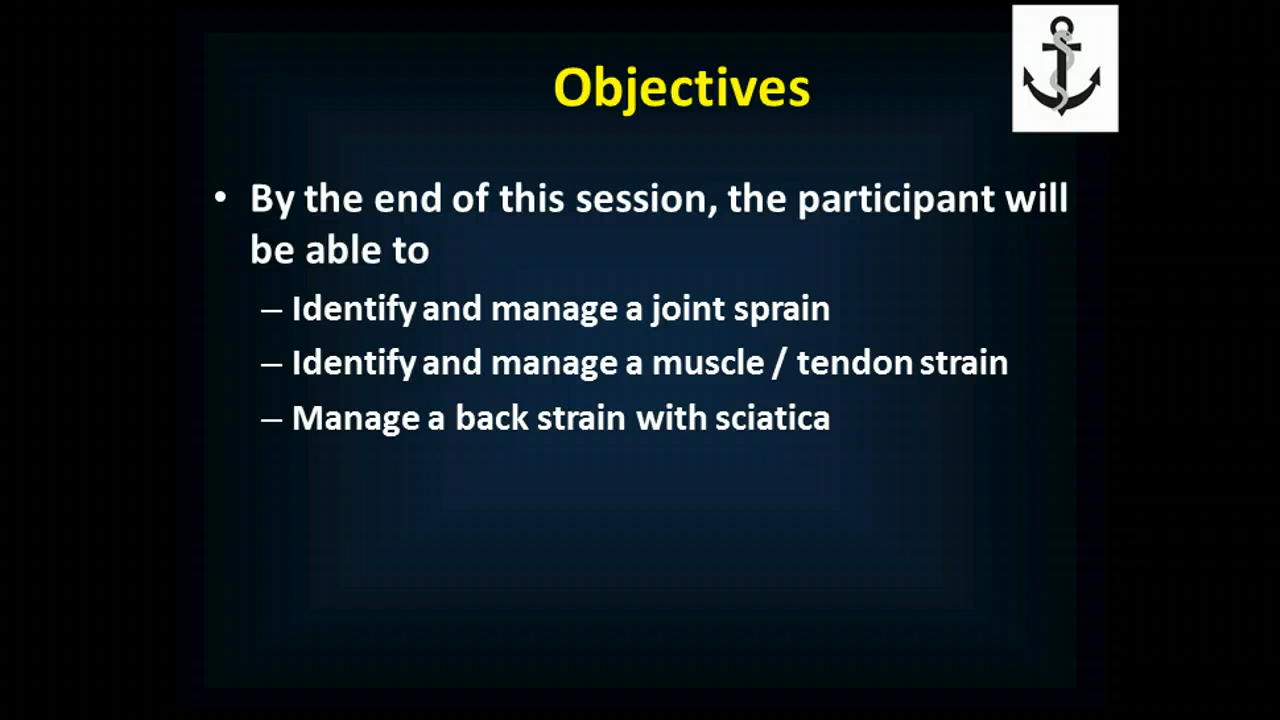 Objectives
• By the end of this session, the participant will
be able to
– Identify and manage a joint sprain
– Identify and manage a muscle / tendon strain
– Manage a back strain with sciatica